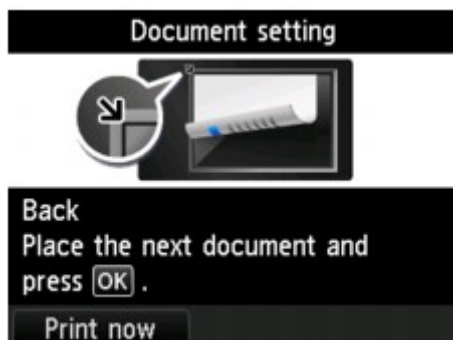 Document setting
Back
Place the next document and
press OK .
Print now